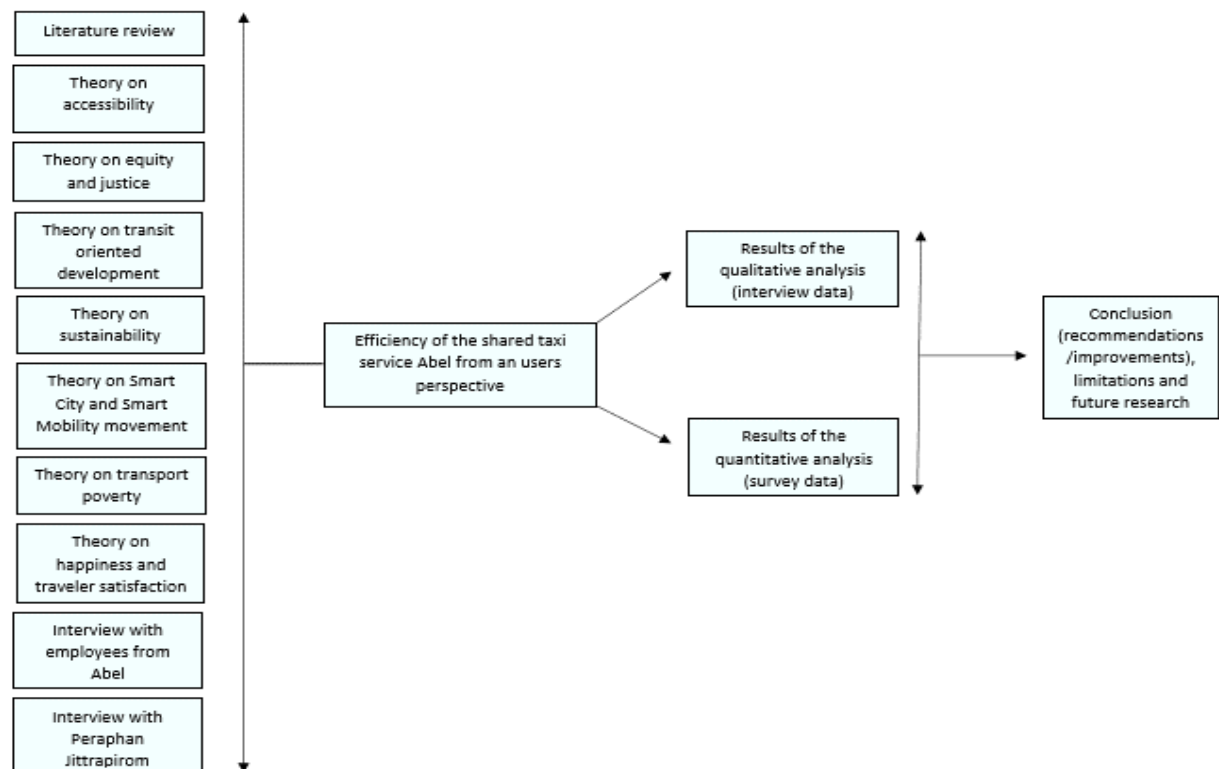 Literature review
Theory on
accessibility
Theory on equity
and justice
Theory on transit
oriented
development
Theory on
sustainability
Theory on Smart
City and Smart
Mobility movement
Theory on transport
poverty
Theory on
happiness and
traveler satisfaction
Interview with
employees from
Abel
Interview with
Peraphan
Jittrapirom
Efficiency of the shared taxi
service Abel from an users
perspective
Results of the
qualitative analysis
(interview data)
Results of the
quantitative analysis
(survey data)
Conclusion
(recommendations
/improvements),
limitations and
future research